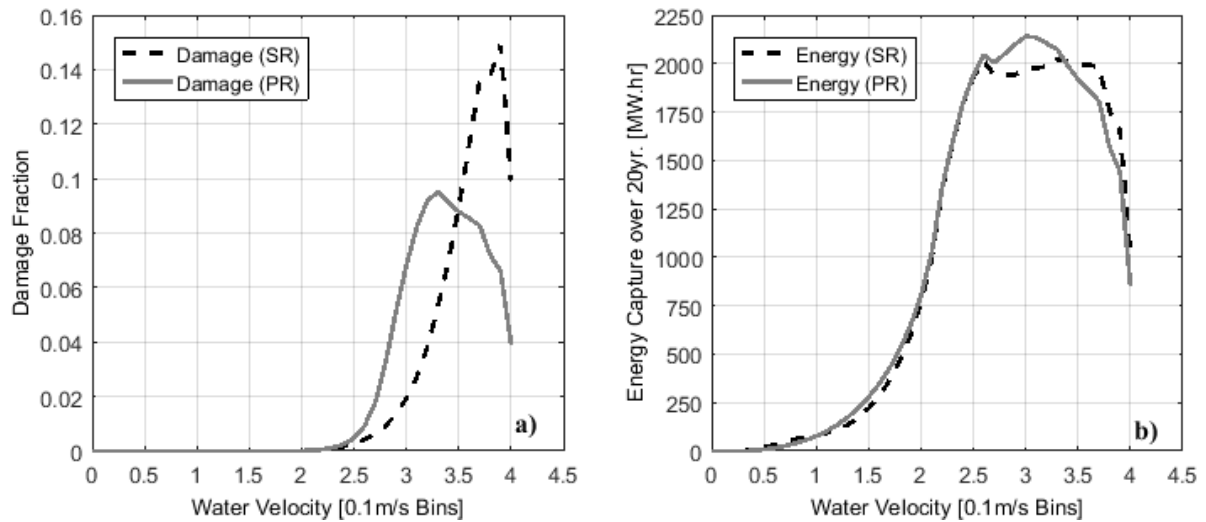 0.16
0.14
0.12
0.1
0.08
0.06
0.04
0.02
0
Damage Fraction
Damage (SR)
Damage (PR)
a)
0 0.5 1 1.5 2 2.5 3 3.5 4 4.5
Water Velocity [0.1m/s Bins]
2250
2000
1750
1500
1250
1000
750
500
250
0
Energy Capture over 20yr. [MW.hr]
Energy (SR)
Energy (PR)
b)
0 0.5 1 1.5 2 2.5 3 3.5 4 4.5
Water Velocity [0.1m/s Bins]